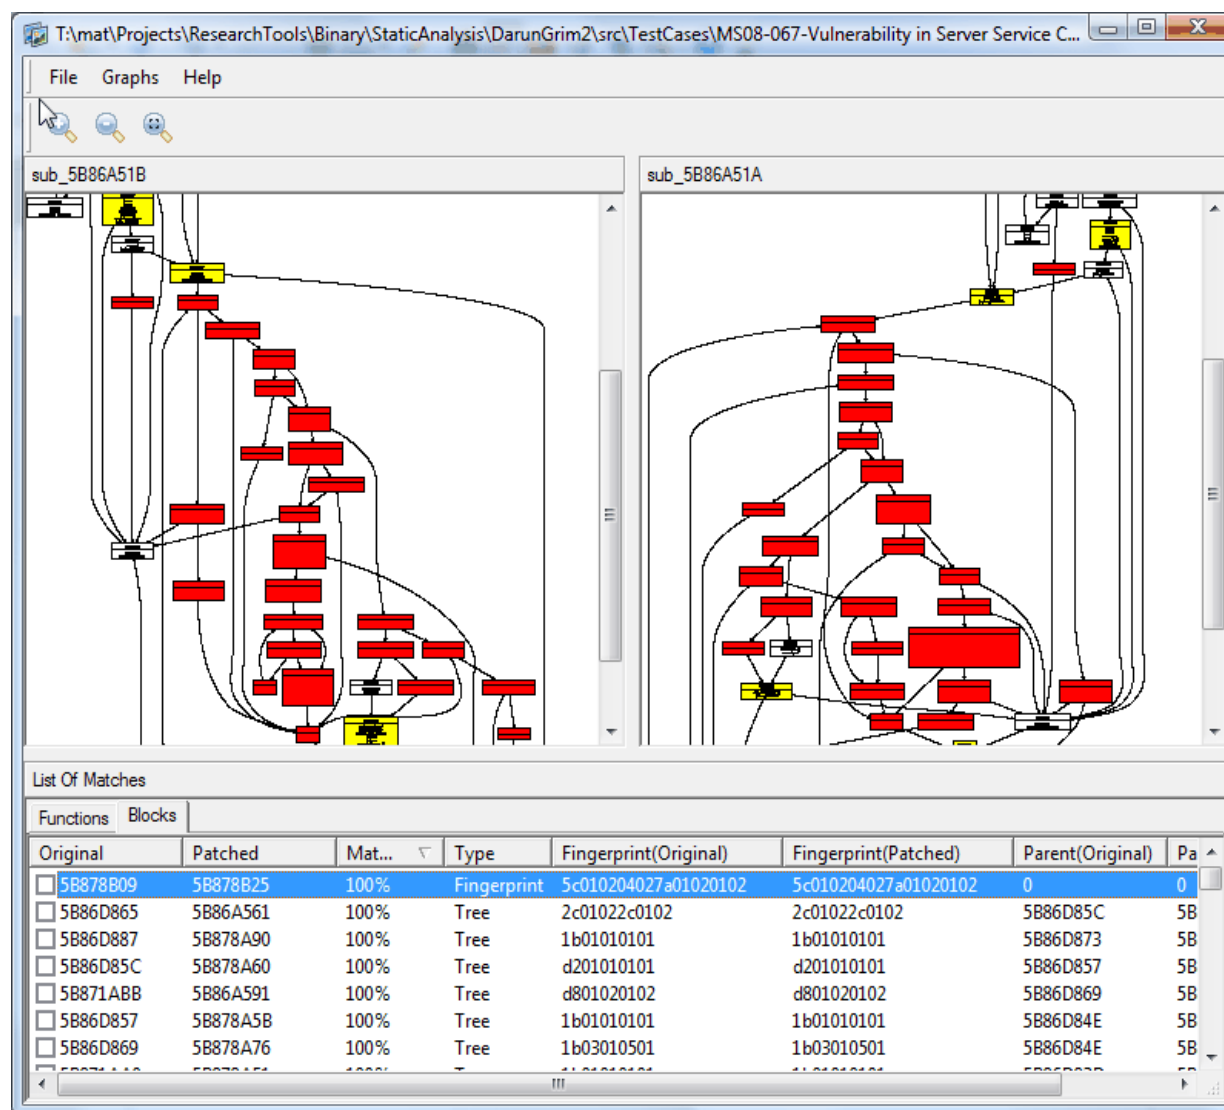 T:\mat\Projects\ResearchTools\Binary\StaticAnalysis\DarunGrim2\src\TestCases\MS08-067-Vulnerability in Server Service C...
File Graphs Help
sub_5B86A51B sub_5B86A51A
List Of Matches
Functions Blocks
Original Patched Mat... Type Fingerprint(Original) Fingerprint(Patched) Parent(Original) Pa
5B878B09 5B878B25 100% Fingerprint 5c010204027a01020102 5c010204027a01020102 0 0
5B86D865 5B86A561 100% Tree 2c01022c0102 2c01022c0102 5B86D85C 5B
5B86D887 5B878A90 100% Tree 1b01010101 1b01010101 5B86D873 5B
5B86D85C 5B878A60 100% Tree d201010101 d201010101 5B86D857 5B
5B871ABB 5B86A591 100% Tree d801020102 d801020102 5B86D869 5B
5B86D857 5B878A5B 100% Tree 1b01010101 1b01010101 5B86D84E 5B
5B86D869 5B878A76 100% Tree 1b03010501 1b03010501 5B86D84E 5B